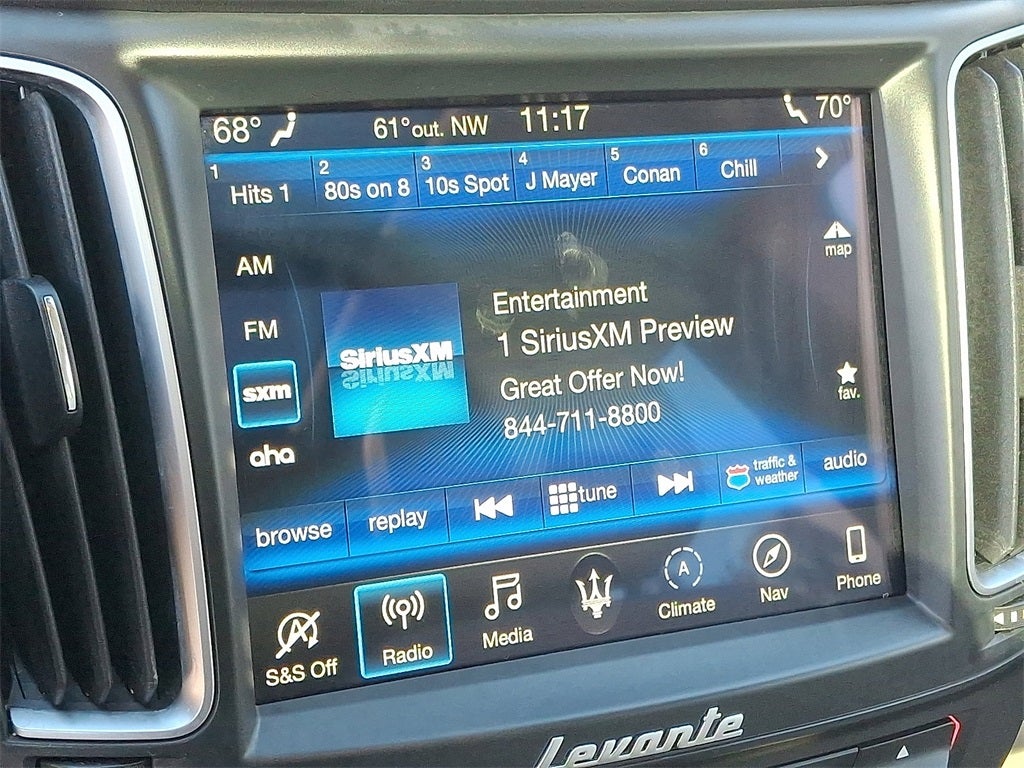 68° 61° out. NW 11:17 70°
1 Hits 1 2 80s on 8 3 10s Spot 4 J Mayer 5 Conan 6 Chill
map
AM
FM
sxm
aha
SiriusXM
Entertainment
1 SiriusXM Preview
Great Offer Now!
844-711-8800
fav.
browse replay tune traffic & weather audio
S&S Off Radio Media A Climate Nav Phone
Levante